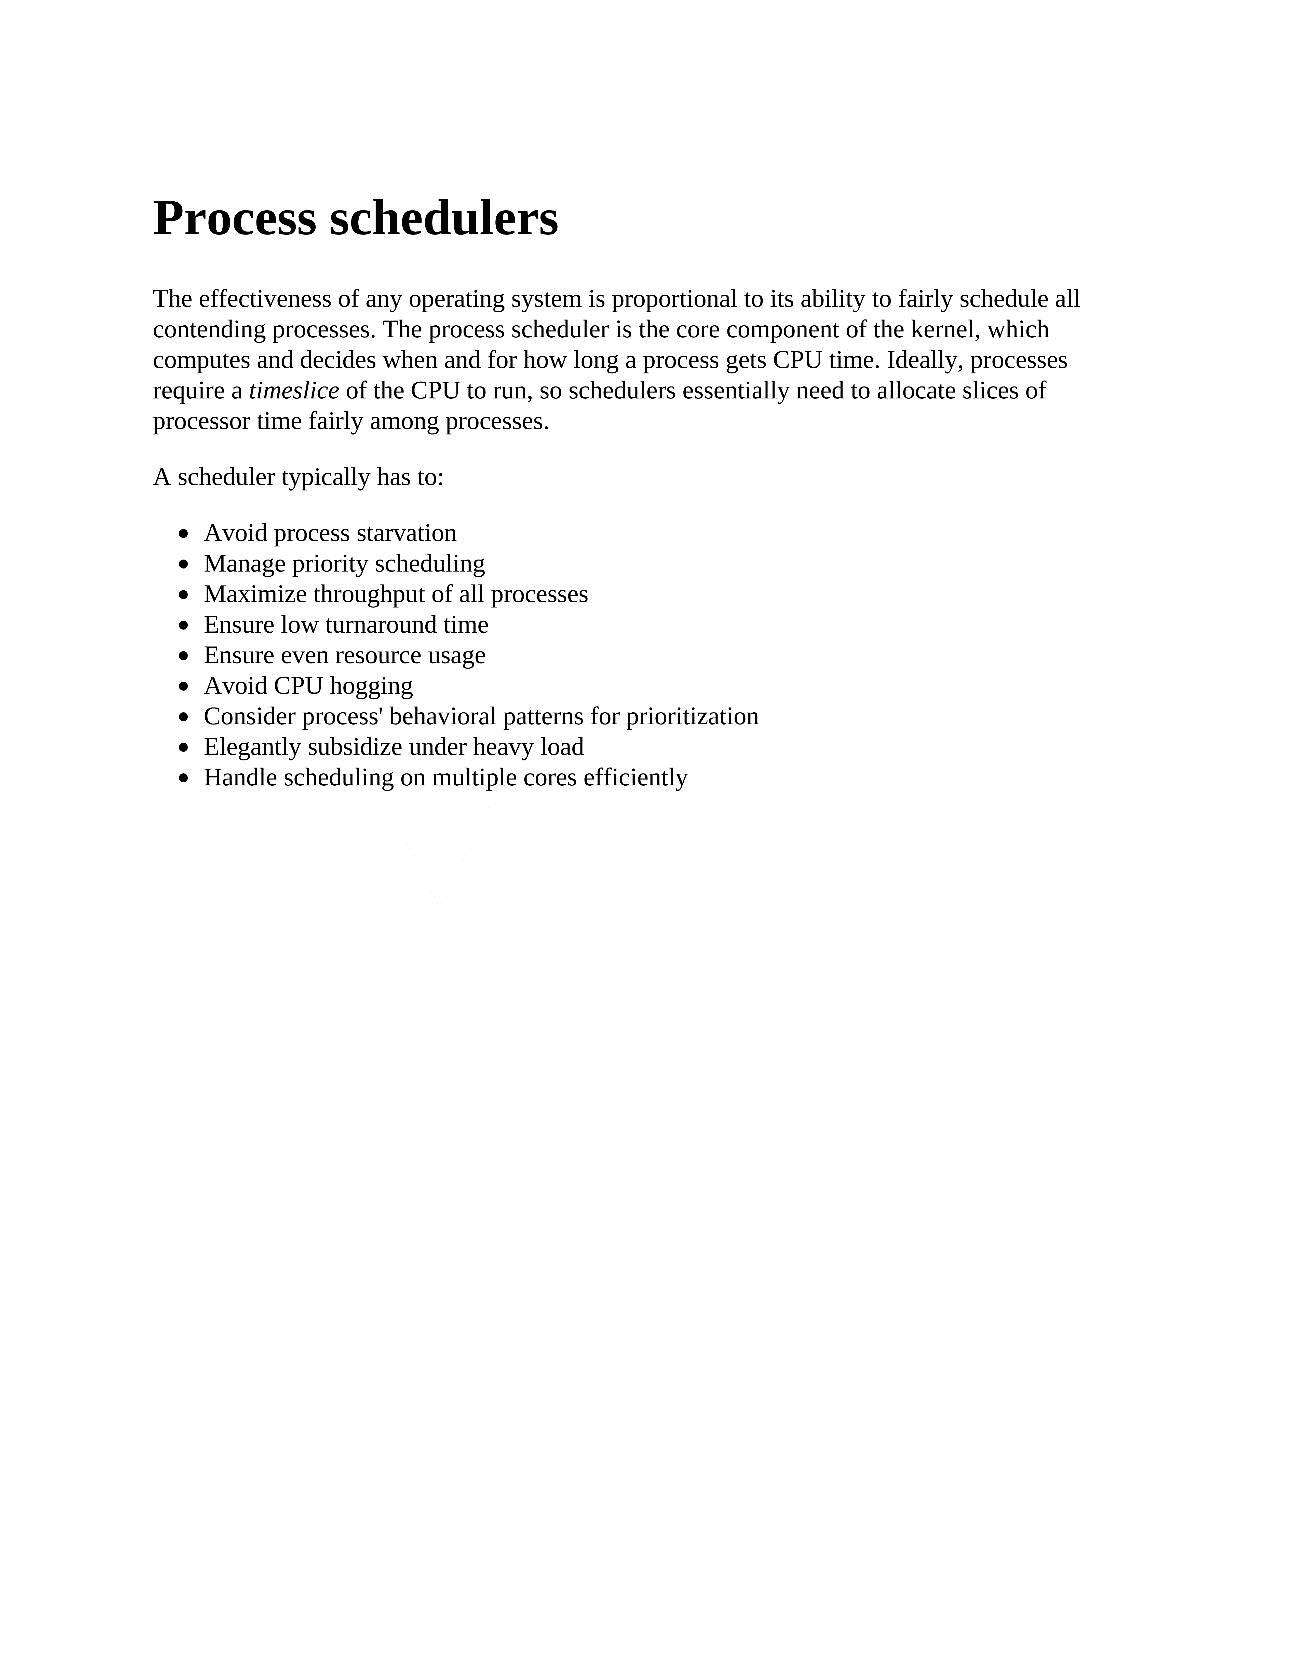 Process schedulers
The effectiveness of any operating system is proportional to its ability to fairly schedule all
contending processes. The process scheduler is the core component of the kernel, which
computes and decides when and for how long a process gets CPU time. Ideally, processes
require a timeslice of the CPU to run, so schedulers essentially need to allocate slices of
processor time fairly among processes.
A scheduler typically has to:
• Avoid process starvation
• Manage priority scheduling
• Maximize throughput of all processes
• Ensure low turnaround time
• Ensure even resource usage
• Avoid CPU hogging
• Consider process' behavioral patterns for prioritization
• Elegantly subsidize under heavy load
• Handle scheduling on multiple cores efficiently